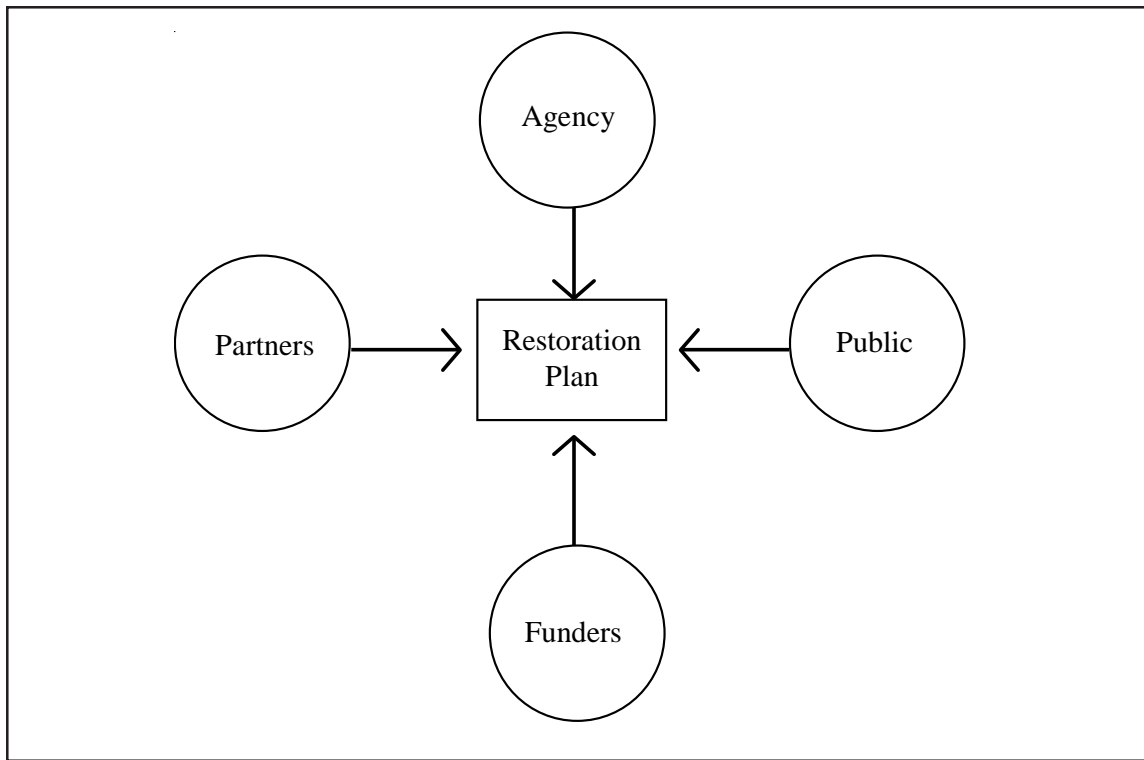 Agency
Partners
Restoration
Plan
Public
Funders